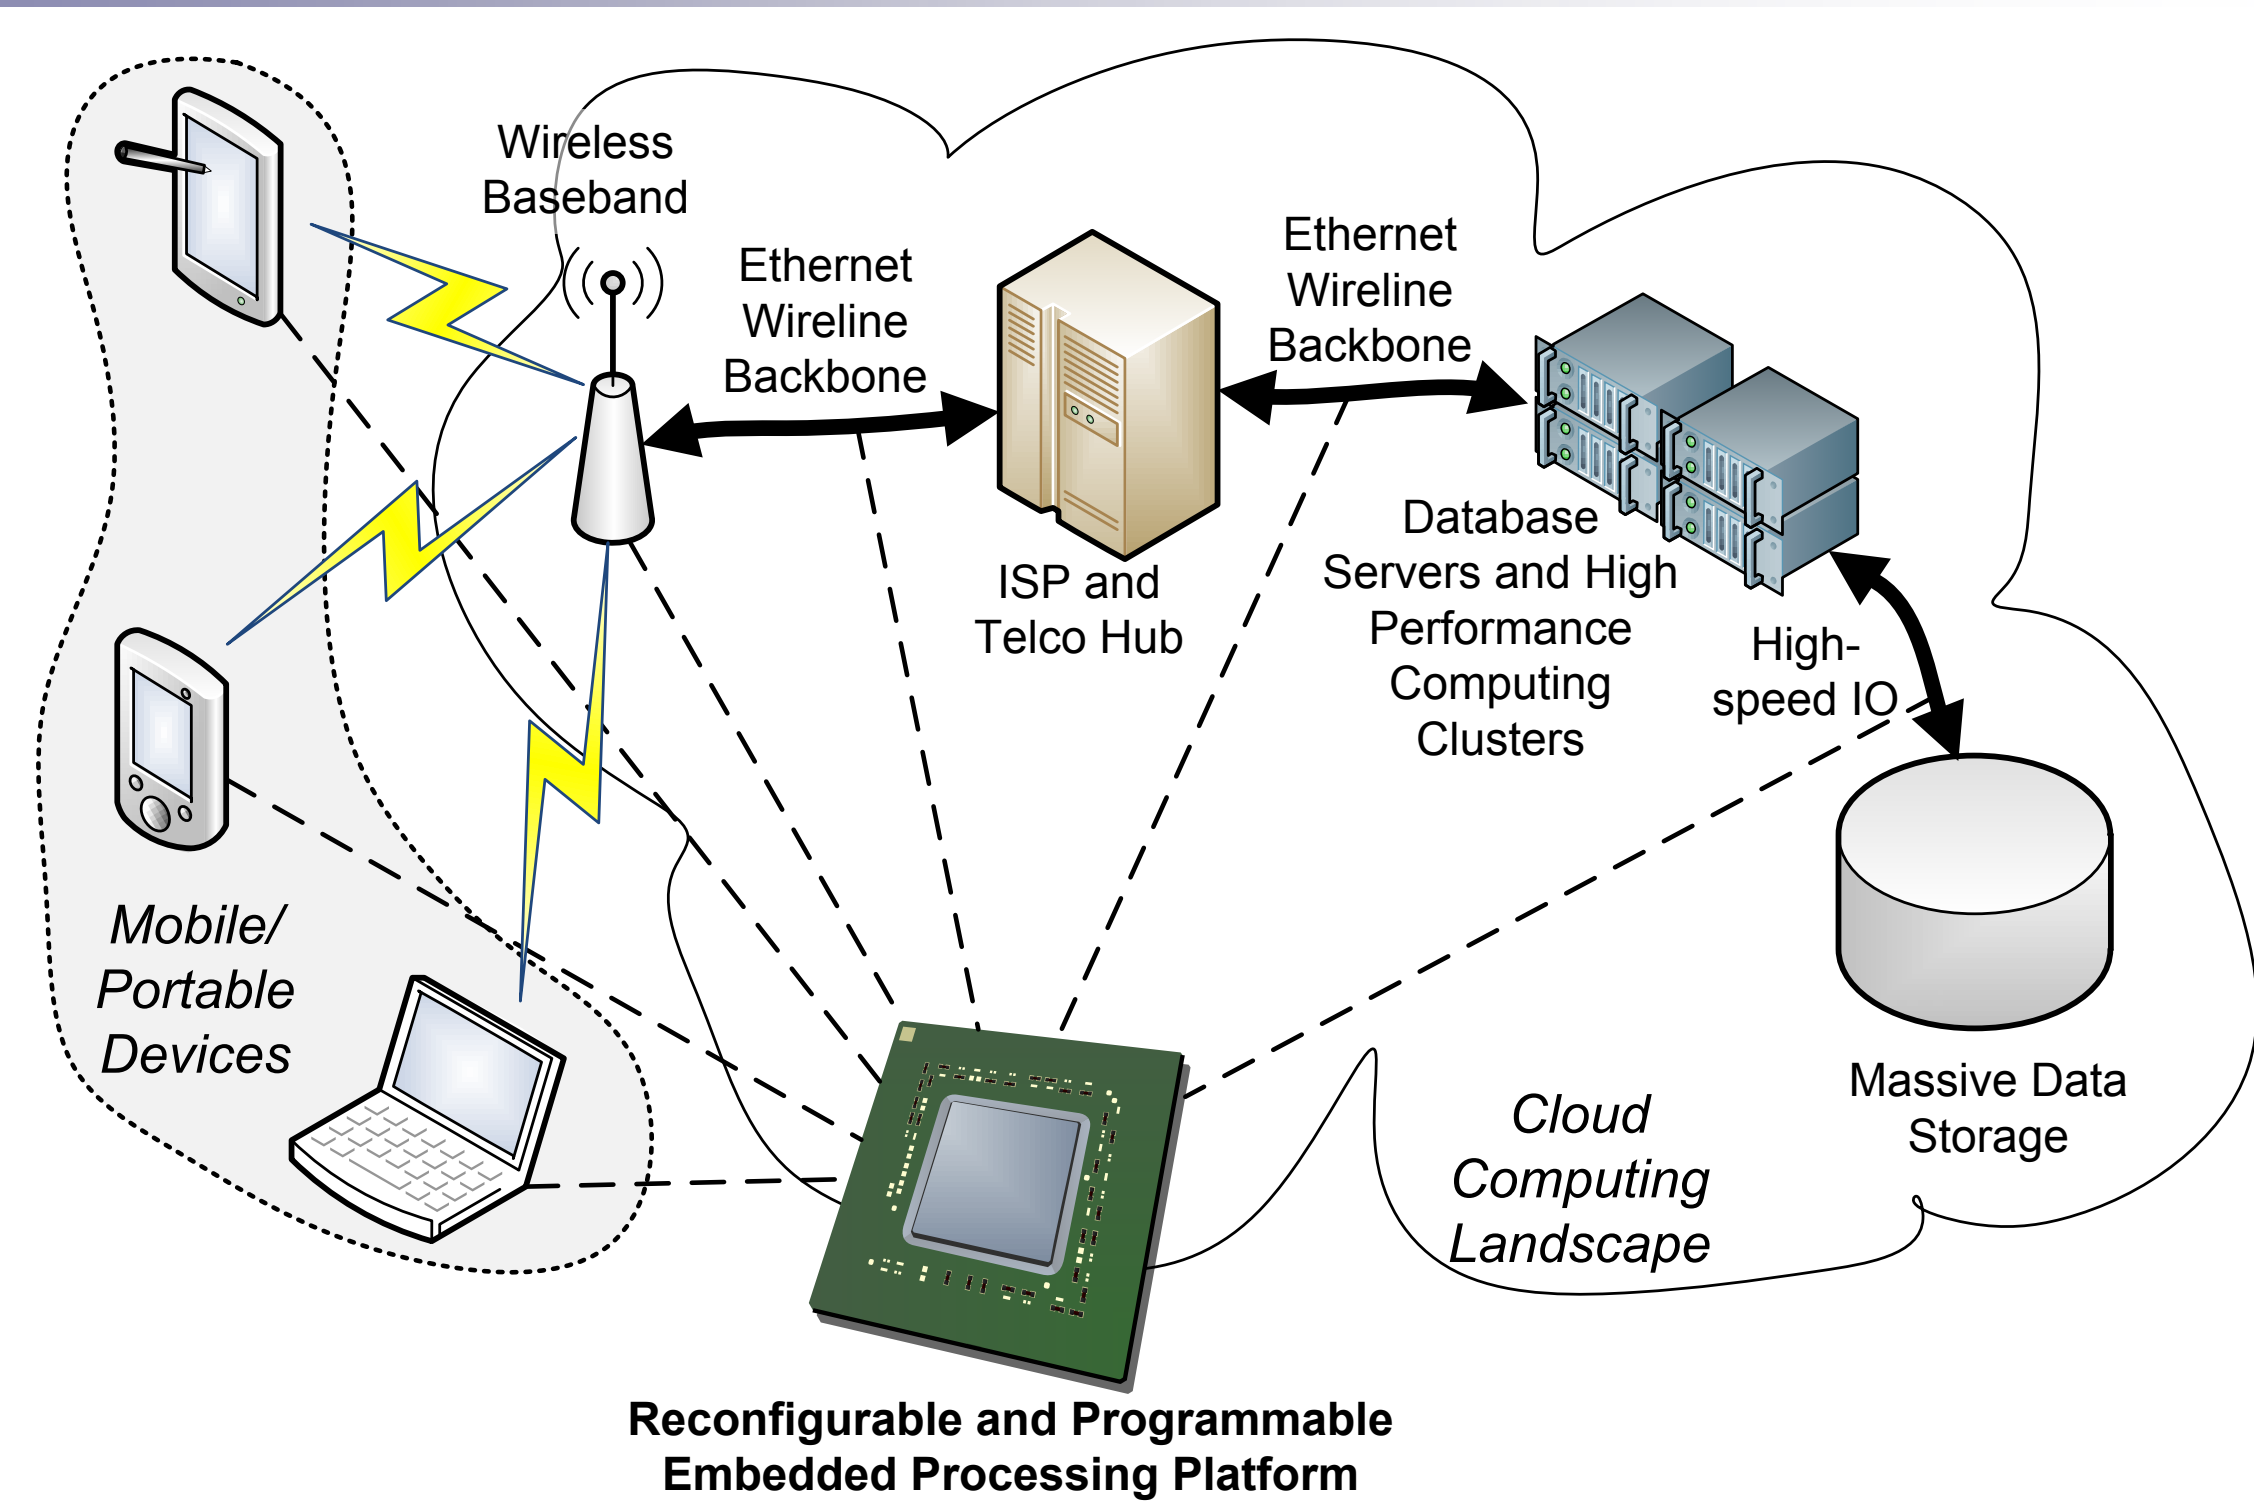 Wireless
Baseband
Ethernet
Wireline
Backbone
Ethernet
Wireline
Backbone
ISP and
Telco Hub
Database
Servers and High
Performance
Computing
Clusters
High-
speed IO
Mobile/
Portable
Devices
Massive Data
Storage
Cloud
Computing
Landscape
Reconfigurable and Programmable
Embedded Processing Platform